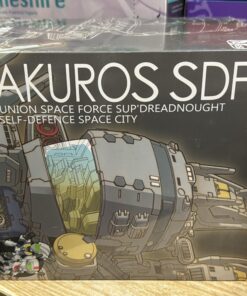 AKUROS SDF
UNION SPACE FORCE SUP'DREADNOUGHT
SELF-DEFENCE SPACE CITY